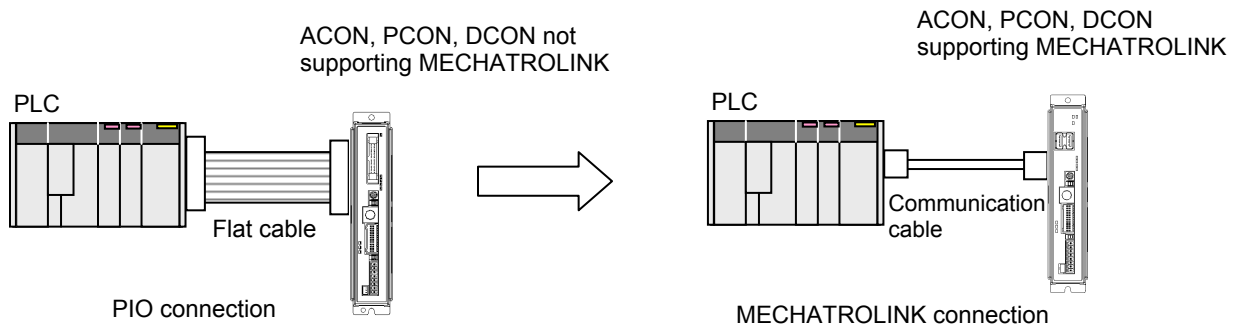 ACON, PCON, DCON not
supporting MECHATROLINK
PLC
Flat cable
PIO connection
ACON, PCON, DCON
supporting MECHATROLINK
PLC
Communication
cable
MECHATROLINK connection